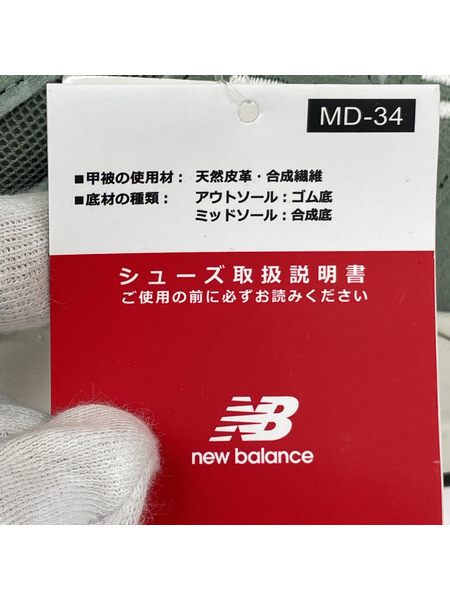 MD-34
■甲被の使用材： 天然皮革・合成繊維
■底材の種類： アウトソール：ゴム底
ミッドソール：合成底
シューズ取扱説明書
ご使用の前に必ずお読みください
NB
new balance